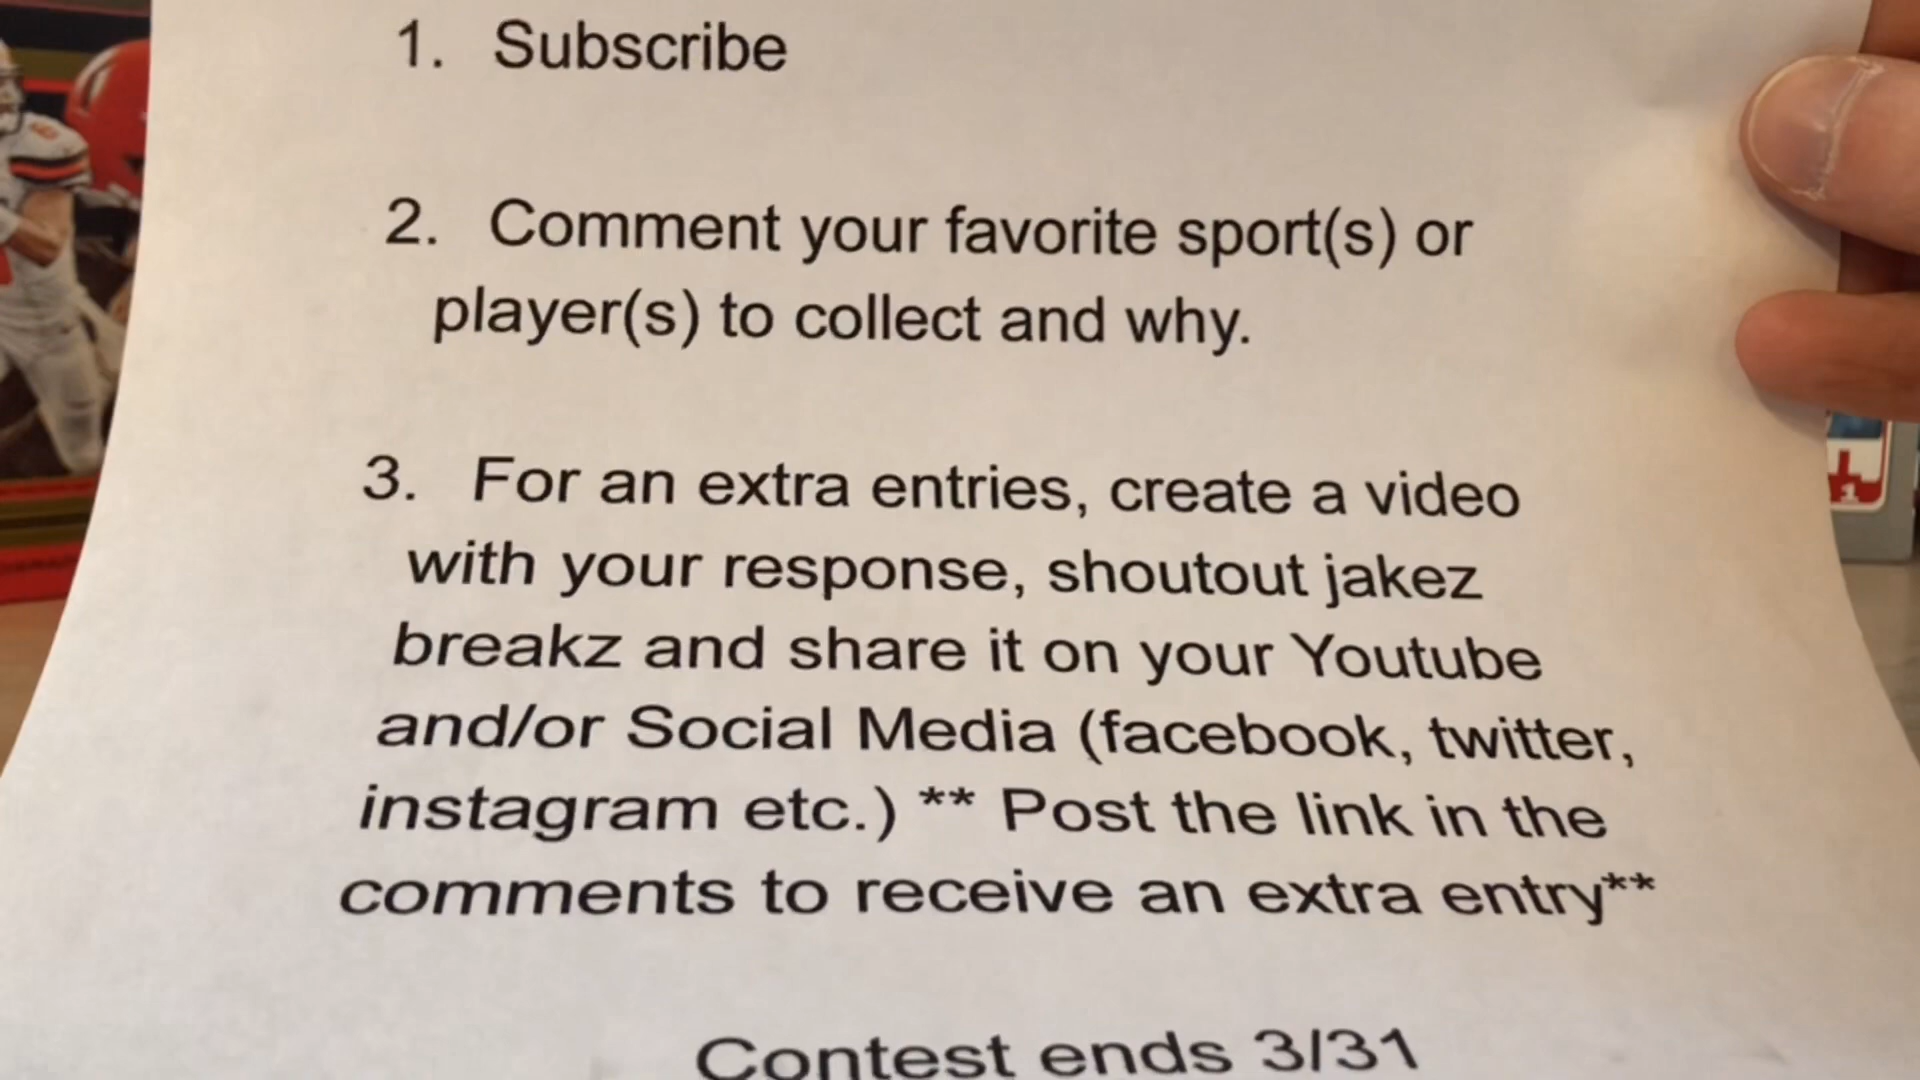 1. Subscribe
2. Comment your favorite sport(s) or
player(s) to collect and why.
3. For an extra entries, create a video
with your response, shoutout jakez
breakz and share it on your Youtube
and/or Social Media (facebook, twitter,
instagram etc.) ** Post the link in the
comments to receive an extra entry**
Contest ends 3/31